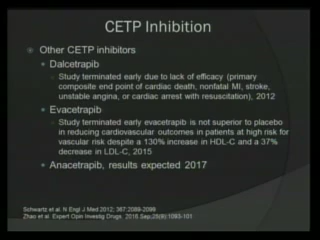 CETP Inhibition
Other CETP inhibitors
Dalcetrapib
Study terminated early due to lack of efficacy (primary
composite end point of cardiac death, nonfatal MI, stroke,
unstable angina, or cardiac arrest with resuscitation), 2012
Evacetrapib
Study terminated early evacetrapib is not superior to placebo
in reducing cardiovascular outcomes in patients at high risk for
vascular risk despite a 130% increase in HDL-C and a 37%
decrease in LDL-C, 2015
Anacetrapib, results expected 2017
Schwartz et al. N Engl J Med 2012; 367:2089-2099
Zhao et al. Expert Opin Investig Drugs. 2016 Sep;25(9):1093-101